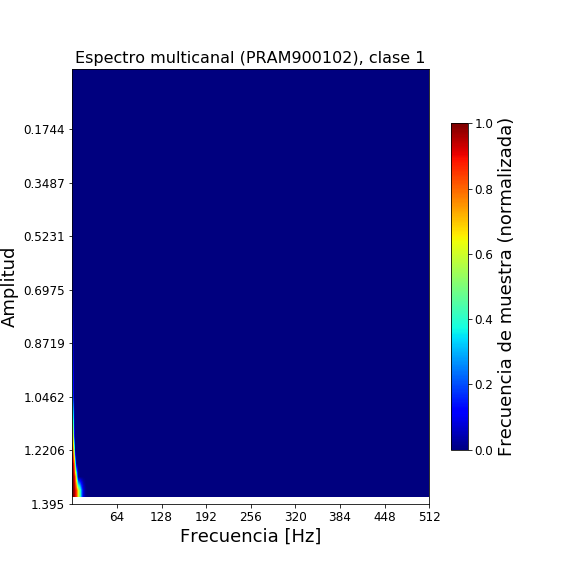 Espectro multicanal (PRAM900102), clase 1
Amplitud
0.1744
0.3487
0.5231
0.6975
0.8719
1.0462
1.2206
1.395
64 128 192 256 320 384 448 512
Frecuencia [Hz]
1.0
0.8
0.6
0.4
0.2
0.0
Frecuencia de muestra (normalizada)